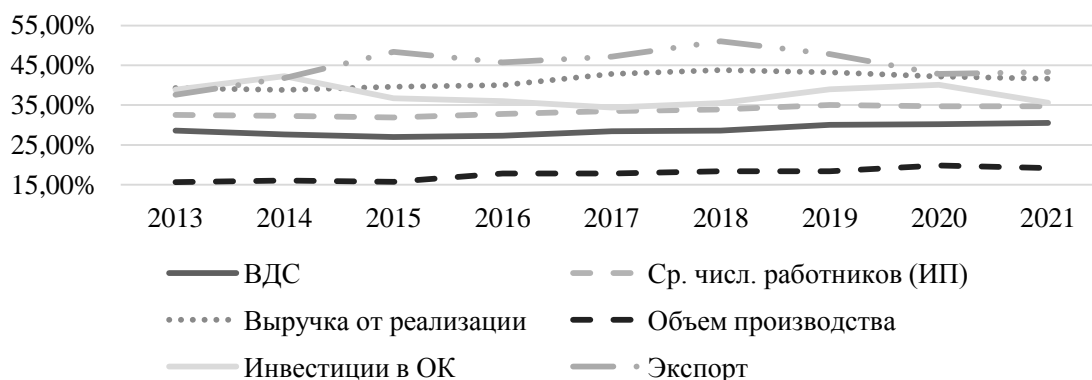 55,00%
45,00%
35,00%
25,00%
15,00%
2013 2014 2015 2016 2017 2018 2019 2020 2021
ВДС Ср. числ. работников (ИП)
Выручка от реализации Объем производства
Инвестиции в ОК Экспорт